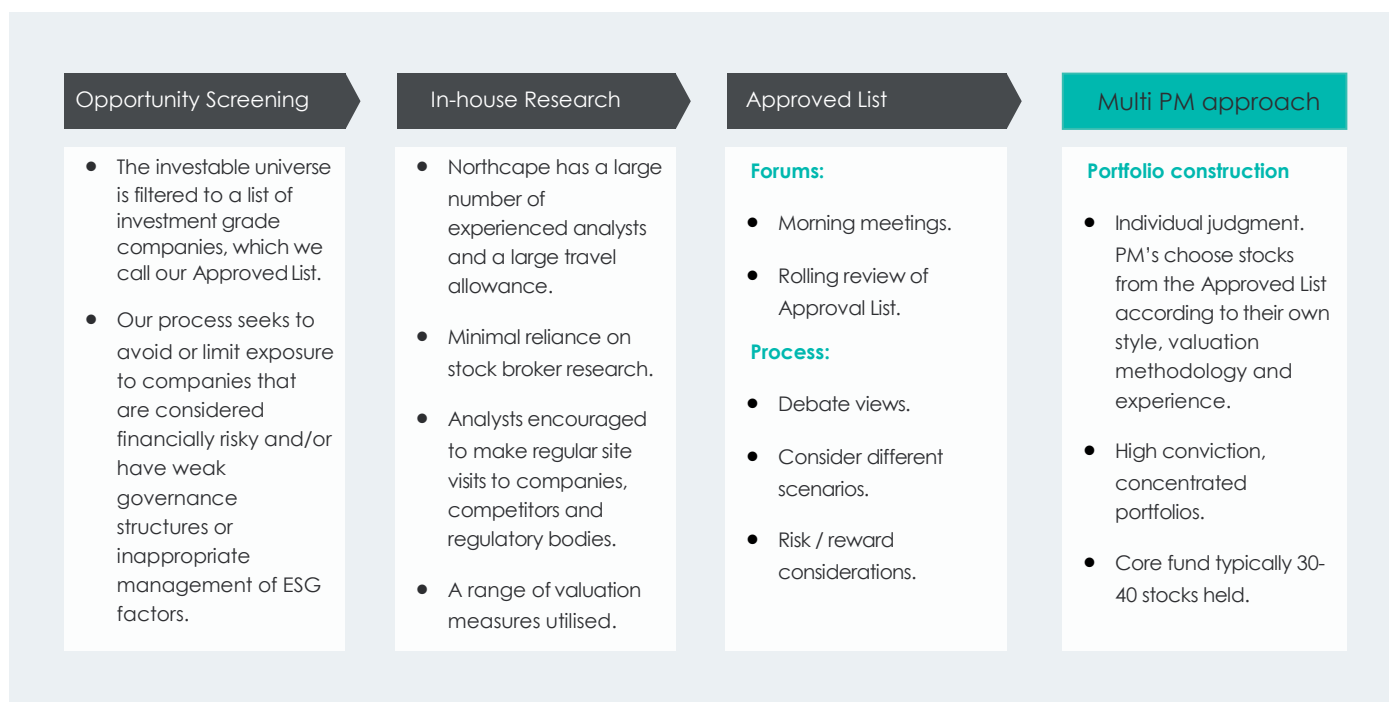 Opportunity Screening
● The investable universe
is filtered to a list of
investment grade
companies, which we
call our Approved List.
● Our process seeks to
avoid or limit exposure
to companies that
are considered
financially risky and/or
have weak
governance
structures or
inappropriate
management of ESG
factors.
In-house Research
● Northcape has a large
number of
experienced analysts
and a large travel
allowance.
● Minimal reliance on
stock broker research.
● Analysts encouraged
to make regular site
visits to companies,
competitors and
regulatory bodies.
● A range of valuation
measures utilised.
Approved List
Forums:
● Morning meetings.
● Rolling review of
Approval List.
Process:
● Debate views.
● Consider different
scenarios.
● Risk / reward
considerations.
Multi PM approach
Portfolio construction
● Individual judgment.
PM's choose stocks
from the Approved List
according to their own
style, valuation
methodology and
experience.
● High conviction,
concentrated
portfolios.
● Core fund typically 30-
40 stocks held.